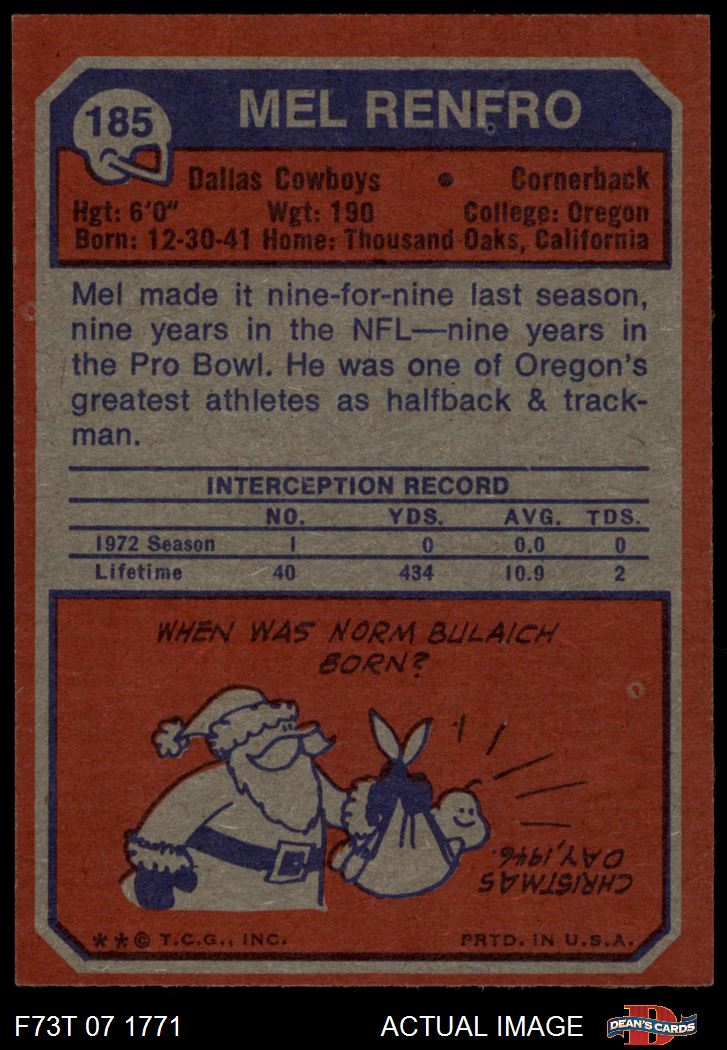 185
MEL RENFRO
Dallas Cowboys • Cornerback
Hgt: 6'0" Wgt: 190 College: Oregon
Born: 12-30-41 Home: Thousand Oaks, California
Mel made it nine-for-nine last season,
nine years in the NFL—nine years in
the Pro Bowl. He was one of Oregon's
greatest athletes as halfback & track-
man.
INTERCEPTION RECORD
NO. YDS. AVG. TDS.
1972 Season 1 0 0.0 0
Lifetime 40 434 10.9 2
WHEN WAS NORM BULAICH
BORN?
CHRISTMAS
DAY, 1946.
* * © T.C.G., INC. PRTD. IN U.S.A.
F73T 07 1771 ACTUAL IMAGE D DEAN'S CARDS